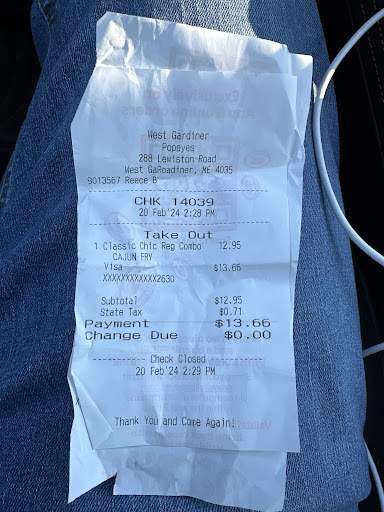 West Gardiner
Popeyes
288 Lewiston Road
West GaRoadiner, ME 4035
9013567 Reece B
CHK 14039
20 Feb'24 2:28 PM
Take Out
1 Classic Chic Reg Combo 12.95
CAJUN FRY
Visa $13.66
XXXXXXXXXXXX2630
Subtotal $12.95
State Tax $0.71
Payment $13.66
Change Due $0.00
Check Closed
20 Feb'24 2:29 PM
Thank You and Come Again!